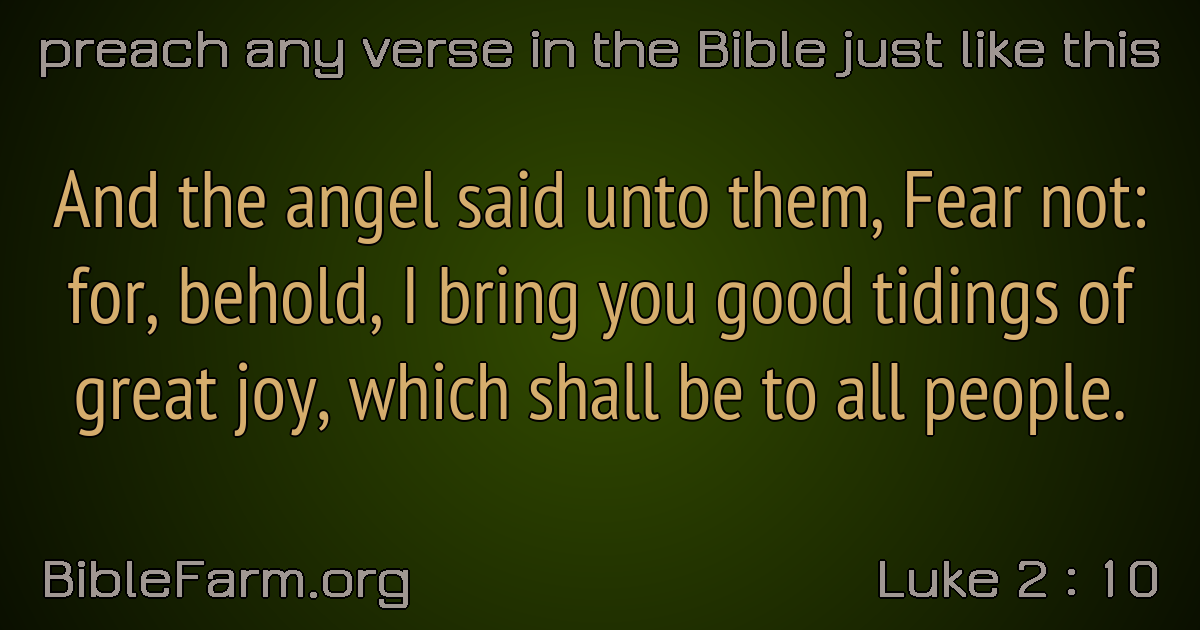 preach any verse in the Bible just like this
And the angel said unto them, Fear not:
for, behold, I bring you good tidings of
great joy, which shall be to all people.
BibleFarm.org
Luke 2 : 10